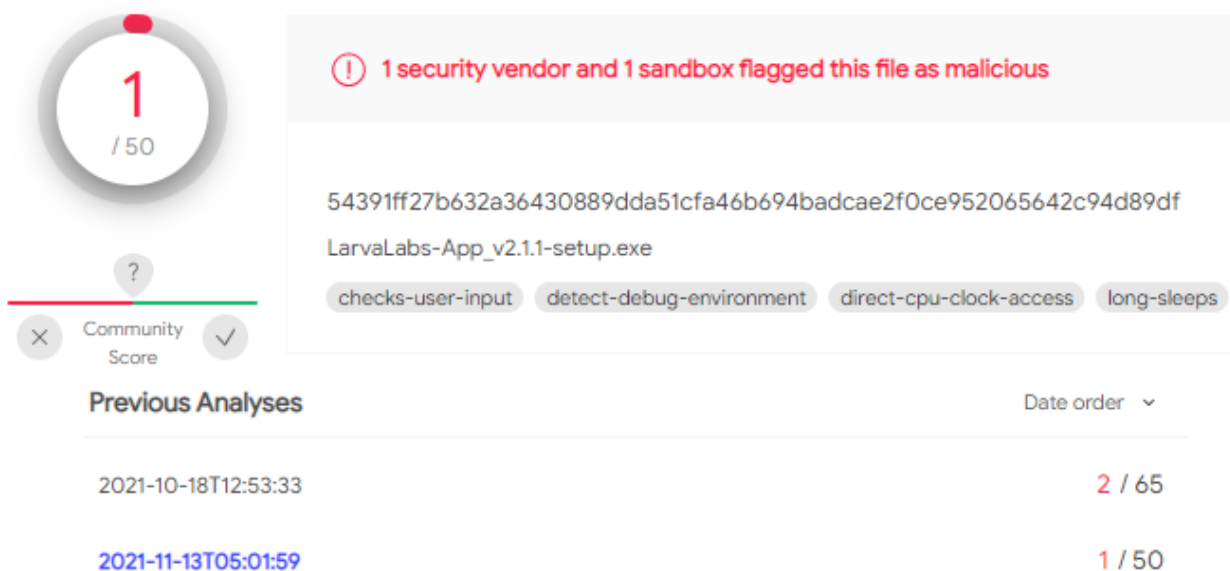 1
/ 50
! 1 security vendor and 1 sandbox flagged this file as malicious
54391ff27b632a36430889dda51cfa46b694badcae2f0ce952065642c94d89df
LarvaLabs-App_v2.1.1-setup.exe
checks-user-input detect-debug-environment direct-cpu-clock-access long-sleeps
?
Community
Score
Previous Analyses Date order
2021-10-18T12:53:33 2 / 65
2021-11-13T05:01:59 1 / 50